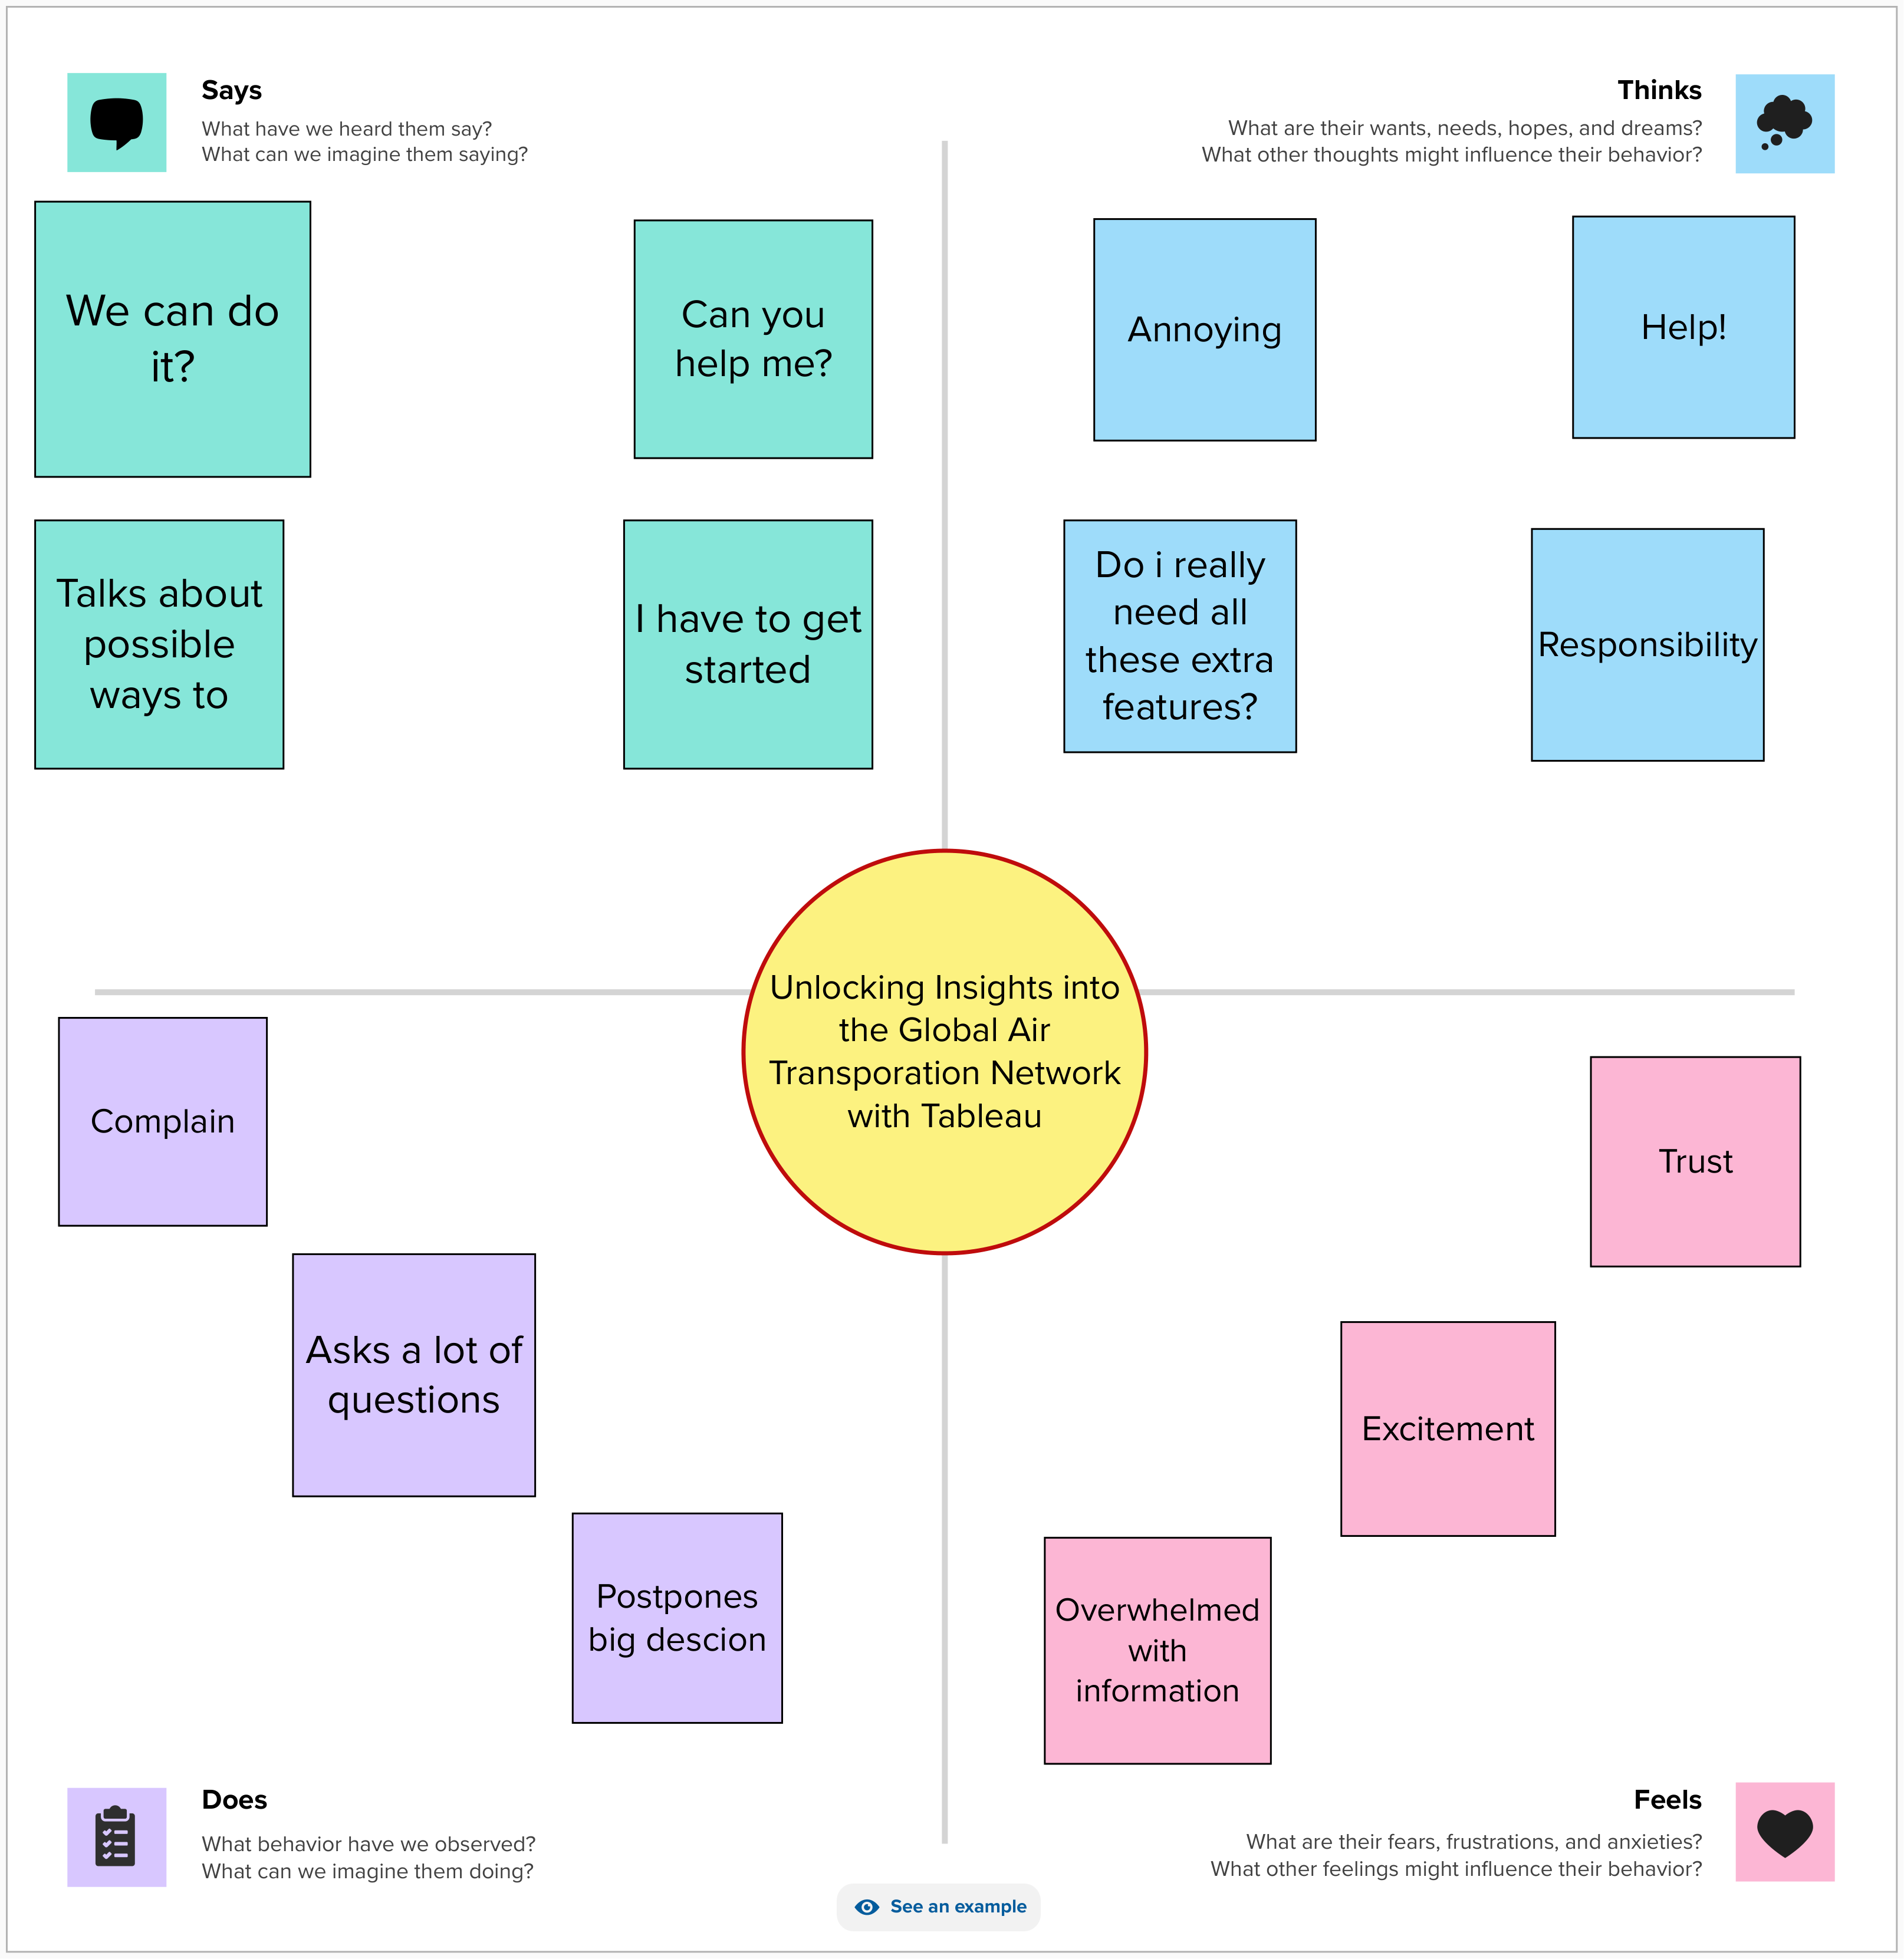 Says
What have we heard them say?
What can we imagine them saying?
Thinks
What are their wants, needs, hopes, and dreams?
What other thoughts might influence their behavior?
We can do
it?
Can you
help me?
Annoying
Help!
Talks about
possible
ways to
I have to get
started
Do i really
need all
these extra
features?
Responsibility
Unlocking Insights into
the Global Air
Transporation Network
with Tableau
Complain
Asks a lot of
questions
Postpones
big descion
Trust
Excitement
Overwhelmed
with
information
Does
What behavior have we observed?
What can we imagine them doing?
Feels
What are their fears, frustrations, and anxieties?
What other feelings might influence their behavior?
See an example